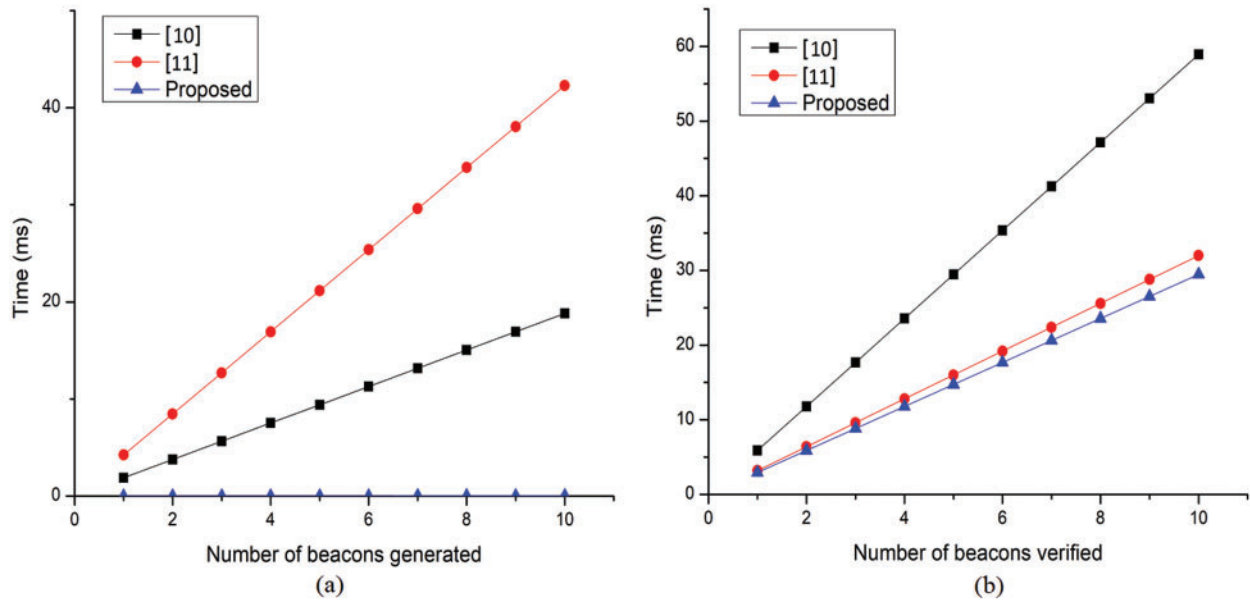 [10]
[11]
Proposed
40
20
0
Time (ms)
0 2 4 6 8 10
Number of beacons generated
(a)
[10]
[11]
Proposed
60
50
40
30
20
10
0
Time (ms)
0 2 4 6 8 10
Number of beacons verified
(b)